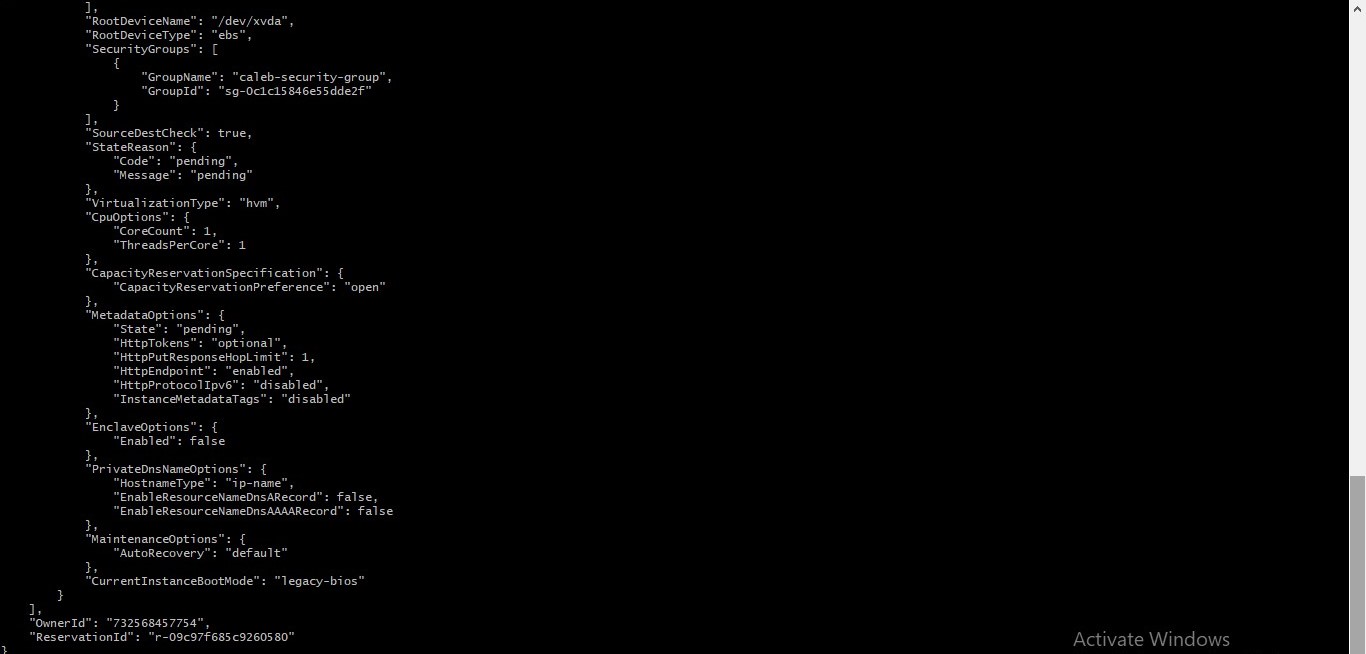 ],
        "RootDeviceName": "/dev/xvda",
        "RootDeviceType": "ebs",
        "SecurityGroups": [
            {
                "GroupName": "caleb-security-group",
                "GroupId": "sg-0c1c15846e55dde2f"
            }
        ],
        "SourceDestCheck": true,
        "StateReason": {
            "Code": "pending",
            "Message": "pending"
        },
        "VirtualizationType": "hvm",
        "CpuOptions": {
            "CoreCount": 1,
            "ThreadsPerCore": 1
        },
        "CapacityReservationSpecification": {
            "CapacityReservationPreference": "open"
        },
        "MetadataOptions": {
            "State": "pending",
            "HttpTokens": "optional",
            "HttpPutResponseHopLimit": 1,
            "HttpEndpoint": "enabled",
            "HttpProtocolIpv6": "disabled",
            "InstanceMetadataTags": "disabled"
        },
        "EnclaveOptions": {
            "Enabled": false
        },
        "PrivateDnsNameOptions": {
            "HostnameType": "ip-name",
            "EnableResourceNameDnsARecord": false,
            "EnableResourceNameDnsAAAARecord": false
        },
        "MaintenanceOptions": {
            "AutoRecovery": "default"
        },
        "CurrentInstanceBootMode": "legacy-bios"
    }
],
"OwnerId": "732568457754",
"ReservationId": "r-09c97f685c9260580"
}
Activate Windows